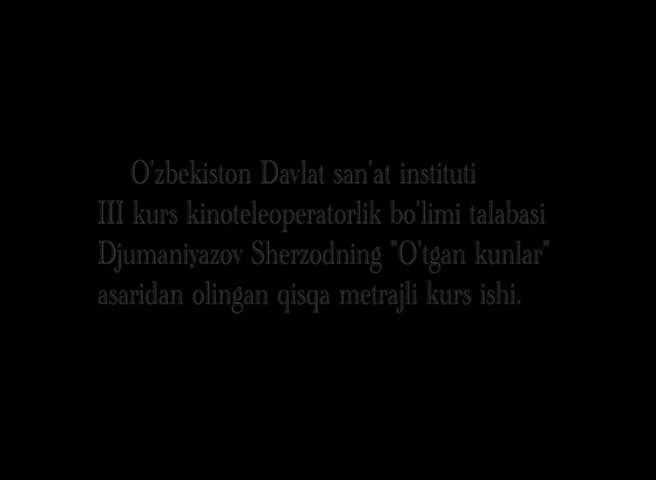 O'zbekiston Davlat san'at instituti
III kurs kinoteleoperatorlik bo'limi talabasi
Djumaniyazov Sherzodning "O'tgan kunlar"
asaridan olingan qisqa metrajli kurs ishi.